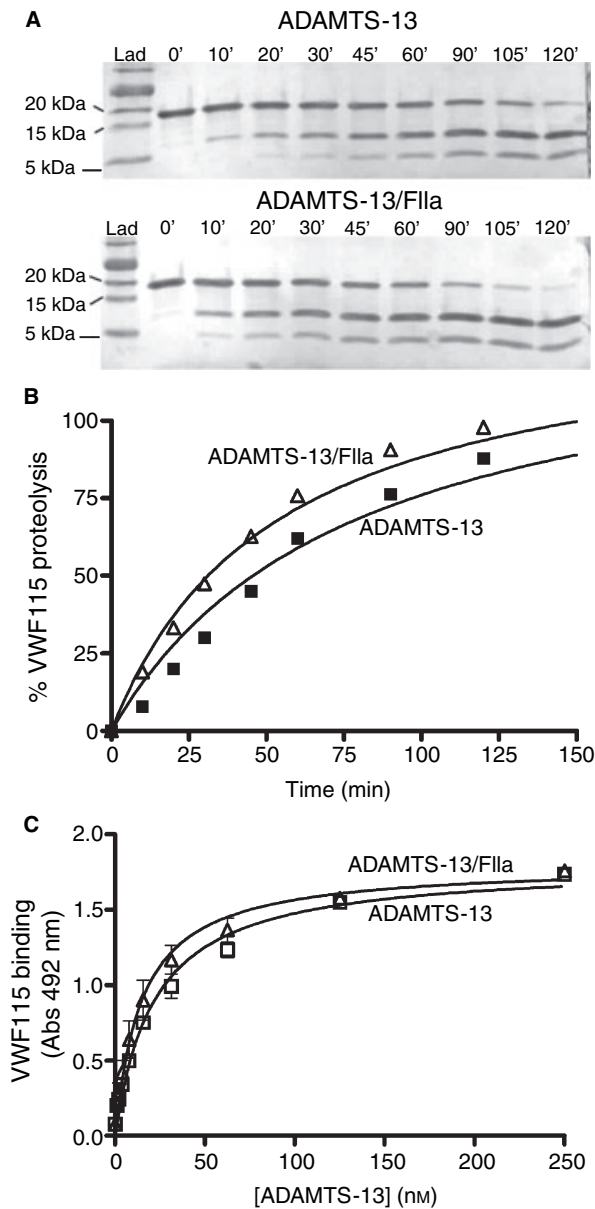 A
ADAMTS-13
Lad 0' 10' 20' 30' 45' 60' 90' 105' 120'
20 kDa
15 kDa
5 kDa
ADAMTS-13/FIIa
Lad 0' 10' 20' 30' 45' 60' 90' 105' 120'
20 kDa
15 kDa
5 kDa
B
% VWF115 proteolysis
100
75
50
25
0
ADAMTS-13/FIIa
ADAMTS-13
0 25 50 75 100 125 150
Time (min)
C
VWF115 binding
(Abs 492 nm)
2.0
1.5
1.0
0.5
0.0
ADAMTS-13/FIIa
ADAMTS-13
0 50 100 150 200 250
[ADAMTS-13] (nM)